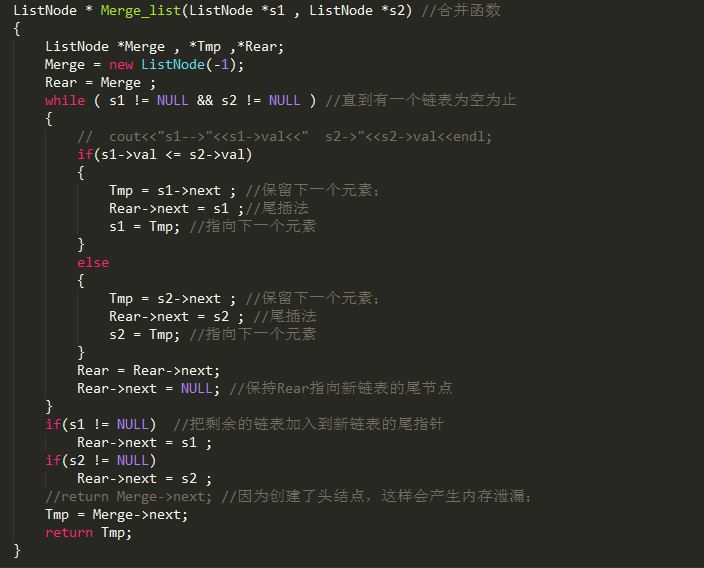 ListNode * Merge_list(ListNode *s1 , ListNode *s2) //合并函数
{
    ListNode *Merge , *Tmp ,*Rear;
    Merge = new ListNode(-1);
    Rear = Merge ;
    while ( s1 != NULL && s2 != NULL ) //直到有一个链表为空为止
    {
        //  cout<<"s1-->"<<s1->val<<"  s2->"<<s2->val<<endl;
        if(s1->val <= s2->val)
        {
            Tmp = s1->next ; //保留下一个元素;
            Rear->next = s1 ;//尾插法
            s1 = Tmp; //指向下一个元素
        }
        else
        {
            Tmp = s2->next ; //保留下一个元素;
            Rear->next = s2 ; //尾插法
            s2 = Tmp; //指向下一个元素
        }
        Rear = Rear->next;
        Rear->next = NULL; //保持Rear指向新链表的尾节点
    }
    if(s1 != NULL)  //把剩余的链表加入到新链表的尾指针
        Rear->next = s1 ;
    if(s2 != NULL)
        Rear->next = s2 ;
    //return Merge->next; //因为创建了头结点，这样会产生内存泄漏;
    Tmp = Merge->next;
    return Tmp;
}